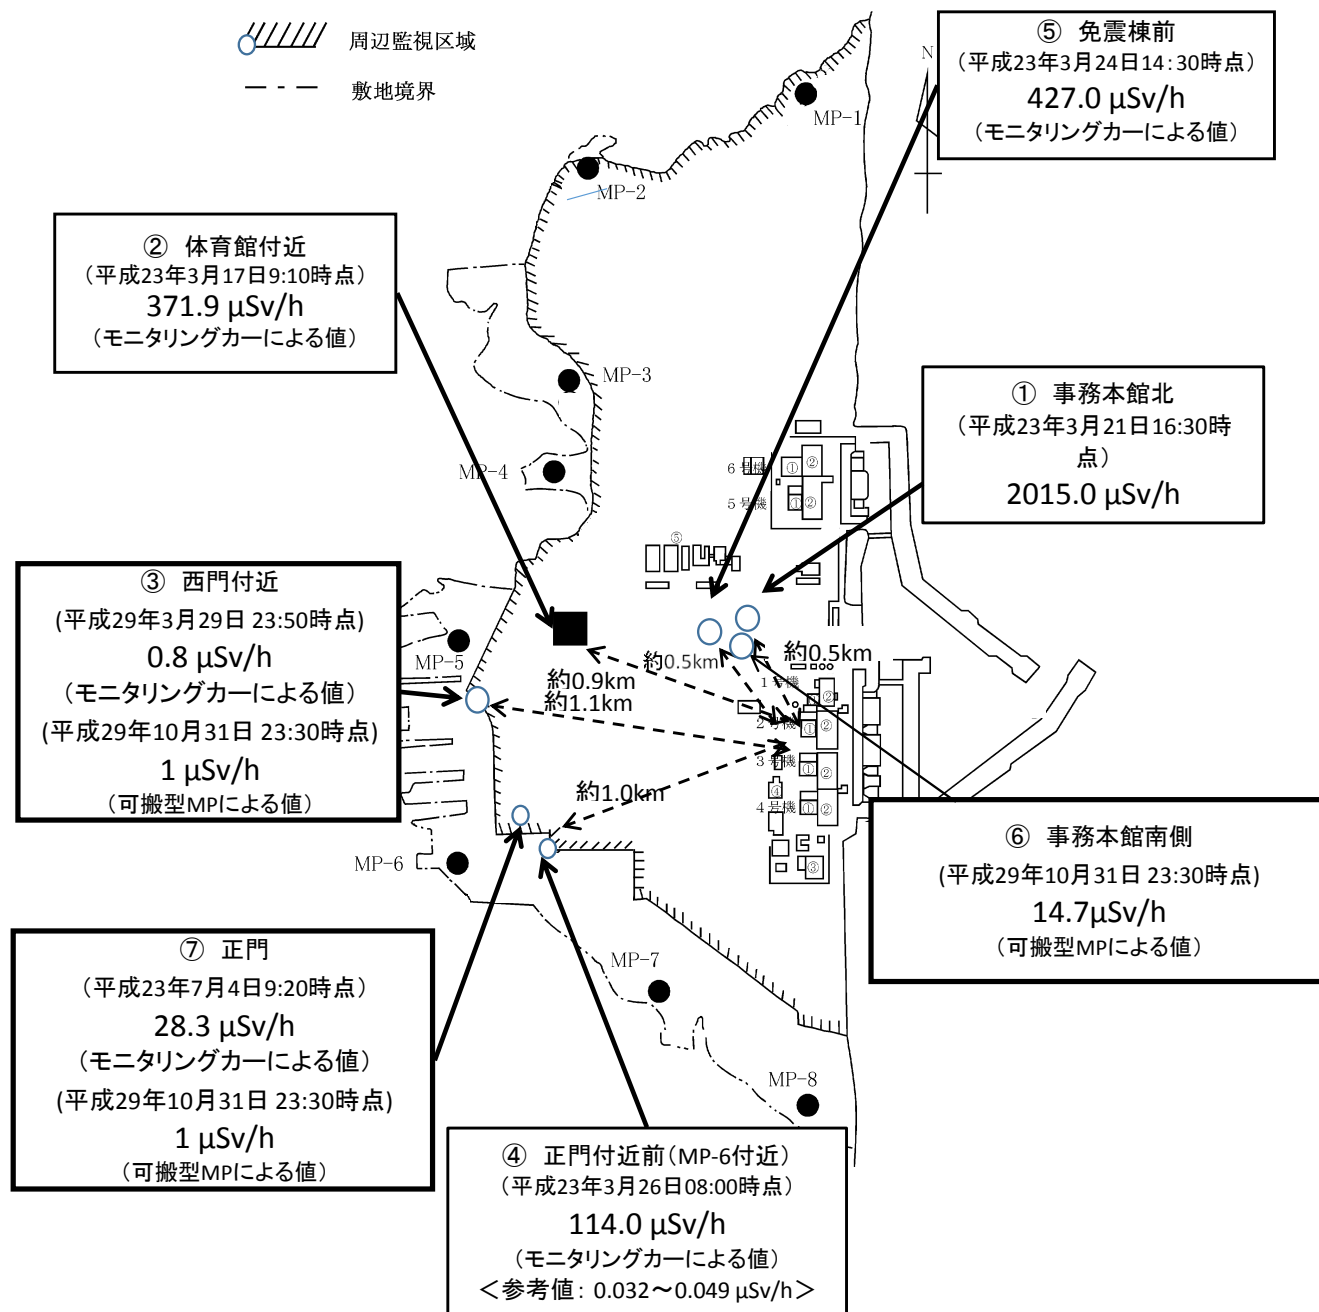 周辺監視区域
敷地境界
⑤ 免震棟前
（平成23年3月24日14:30時点）
427.0 μSv/h
（モニタリングカーによる値）
N
MP-1
MP-2
② 体育館付近
（平成23年3月17日9:10時点）
371.9 μSv/h
（モニタリングカーによる値）
MP-3
① 事務本館北
（平成23年3月21日16:30時
点）
2015.0 μSv/h
MP-4
6号機
①
②
5号機
①
②
⑤
③ 西門付近
(平成29年3月29日 23:50時点)
0.8 μSv/h
（モニタリングカーによる値）
(平成29年10月31日 23:30時点)
1 μSv/h
（可搬型MPによる値）
MP-5
約0.5km
約0.5km
約0.9km
約1.1km
1号機
②
2号機
①
②
3号機
①
②
約1.0km
④
4号機
①
②
③
MP-6
⑥ 事務本館南側
(平成29年10月31日 23:30時点)
14.7μSv/h
（可搬型MPによる値）
⑦ 正門
（平成23年7月4日9:20時点）
28.3 μSv/h
（モニタリングカーによる値）
(平成29年10月31日 23:30時点)
1 μSv/h
（可搬型MPによる値）
MP-7
MP-8
④ 正門付近前（MP-6付近）
（平成23年3月26日08:00時点）
114.0 μSv/h
（モニタリングカーによる値）
＜参考値： 0.032～0.049 μSv/h＞